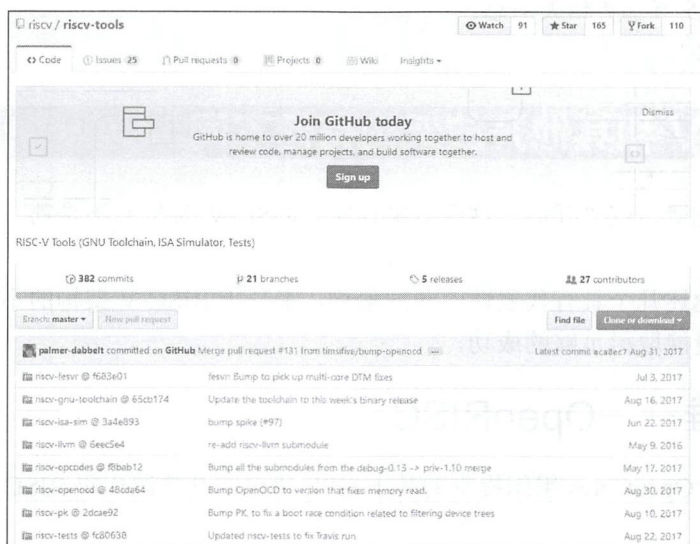 riscv / riscv-tools
Watch 91 Star 165 Fork 110
Code Issues 25 Pull requests 0 Projects 0 Wiki Insights
Join GitHub today
Dismiss
GitHub is home to over 20 million developers working together to host and
review code, manage projects, and build software together.
Sign up
RISC-V Tools (GNU Toolchain, ISA Simulator, Tests)
382 commits 21 branches 5 releases 27 contributors
Branch: master New pull request Find file Clone or download
palmer-dabbelt committed on GitHub Merge pull request #131 from timsifive/bump-openocd Latest commit Aug 31, 2017
riscv-fesvr @ f683e01 fesvr: Bump to pick up multi-core DTM fixes Jul 3, 2017
riscv-gnu-toolchain @ 65cb174 Update the toolchain to this week's binary release Aug 16, 2017
riscv-isa-sim @ 3a4e893 bump spike (#97) Jun 22, 2017
riscv-llvm @ 6eec5e4 re-add riscv-llvm submodule May 9, 2016
riscv-opcodes @ f8bab12 Bump all the submodules from the debug-0.13 -> priv-1.10 merge May 17, 2017
riscv-openocd @ 48cda64 Bump OpenOCD to version that fixes memory read. Aug 30, 2017
riscv-pk @ 2dcae92 Bump PK, to fix a boot race condition related to filtering device trees Aug 10, 2017
riscv-tests @ fc80638 Updated riscv-tests to fix Travis run Aug 22, 2017